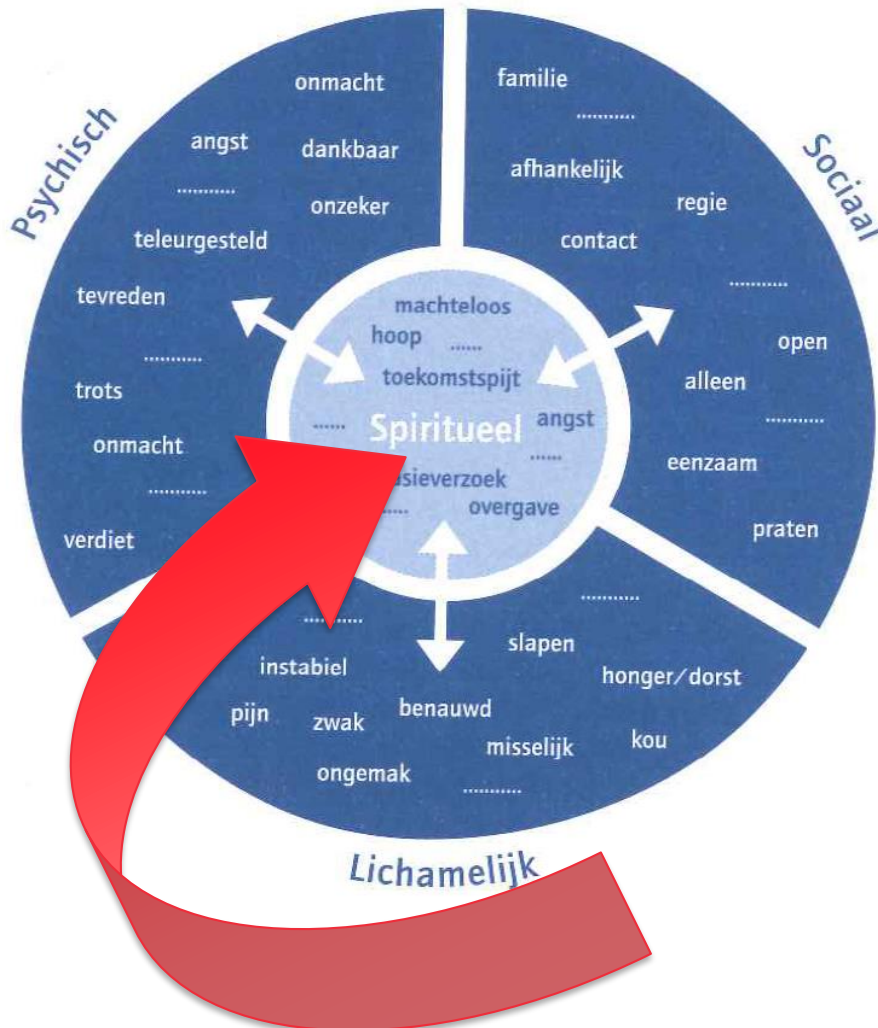 Psychisch
onmacht
angst
dankbaar
...........
onzeker
teleurgesteld
tevreden
...........
trots
onmacht
...........
verdiet
Sociaal
familie
...........
afhankelijk
regie
contact
...........
open
alleen
...........
eenzaam
praten
machteloos
hoop ......
toekomstspijt
...... Spiritueel angst
......
asieverzoek
..... overgave
...........
...........
slapen
instabiel
honger/dorst
pijn
zwak
benauwd
misselijk
kou
ongemak
...........
Lichamelijk